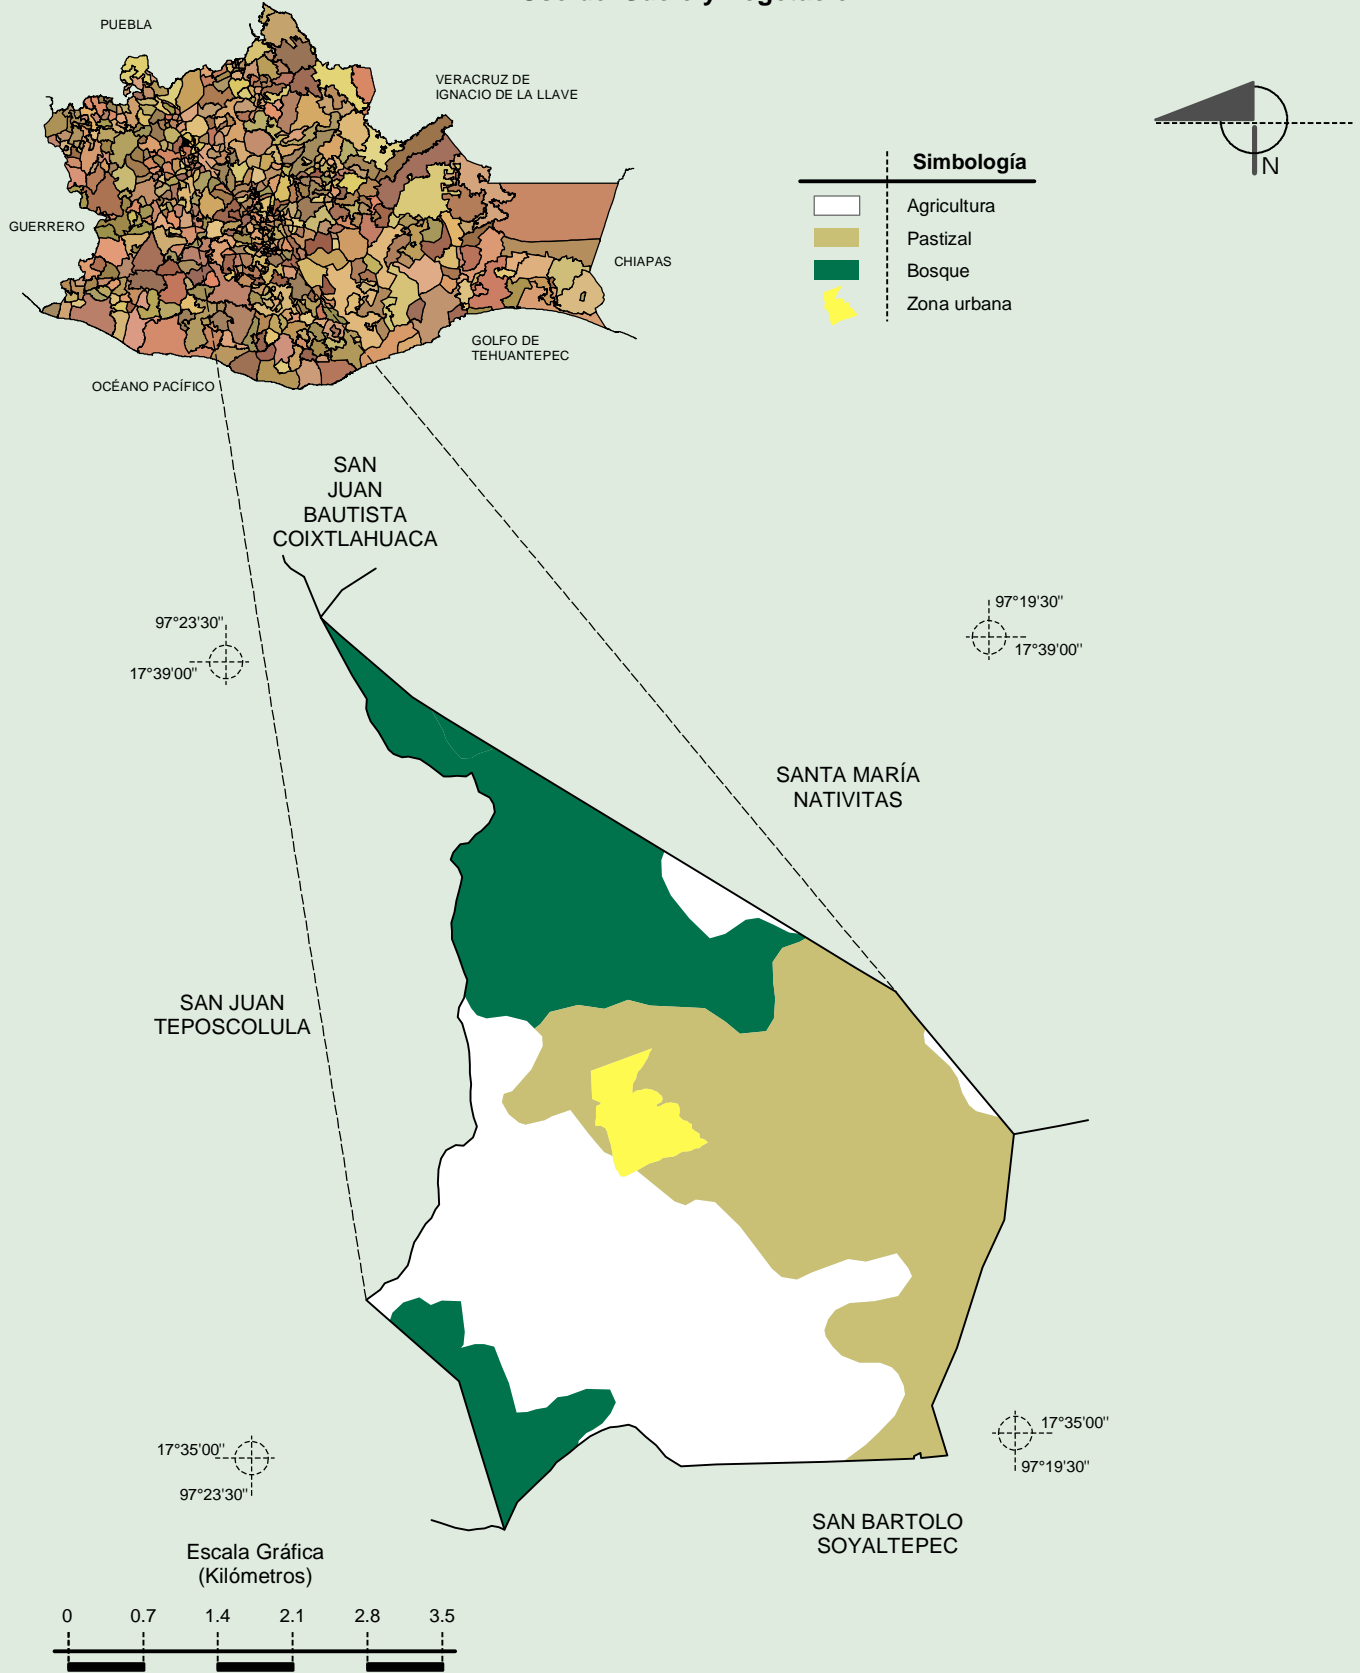 PUEBLA
VERACRUZ DE
IGNACIO DE LA LLAVE
GUERRERO
CHIAPAS
GOLFO DE
TEHUANTEPEC
OCÉANO PACÍFICO
N
Simbología
Agricultura
Pastizal
Bosque
Zona urbana
SAN
JUAN
BAUTISTA
COIXTLAHUACA
97°23'30"
17°39'00"
97°19'30"
17°39'00"
SANTA MARÍA
NATIVITAS
SAN JUAN
TEPOSCOLULA
17°35'00"
97°23'30"
17°35'00"
97°19'30"
SAN BARTOLO
SOYALTEPEC
Escala Gráfica
(Kilómetros)
0 0.7 1.4 2.1 2.8 3.5